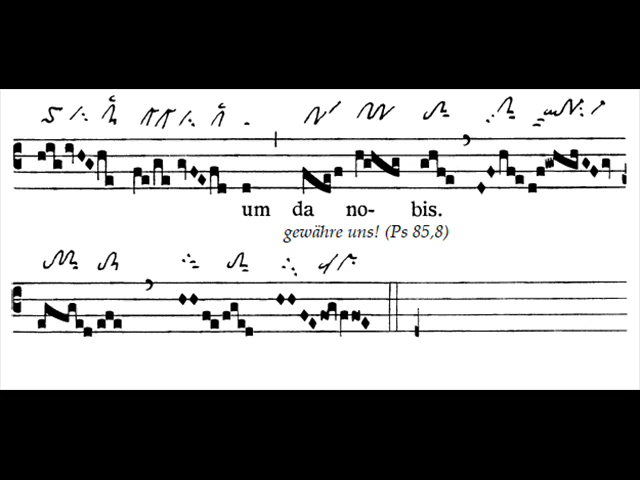 um da no- bis.
gewähre uns! (Ps 85,8)